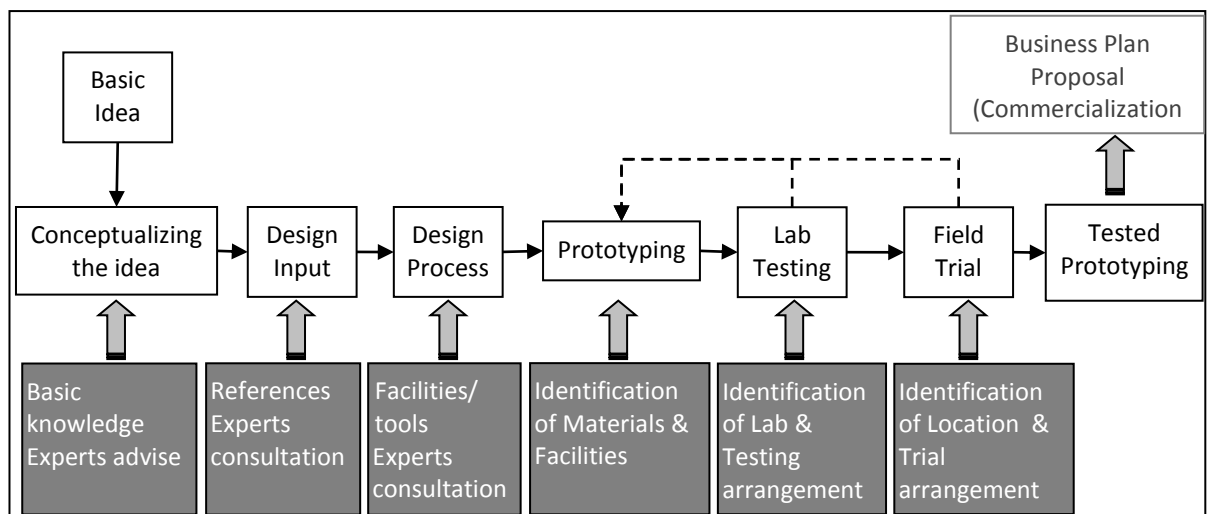 Business Plan
Proposal
(Commercialization
Basic
Idea
Conceptualizing
the idea
Design
Input
Design
Process
Prototyping
Lab
Testing
Field
Trial
Tested
Prototyping
Basic
knowledge
Experts advise
References
Experts
consultation
Facilities/
tools
Experts
consultation
Identification
of Materials &
Facilities
Identification
of Lab &
Testing
arrangement
Identification
of Location &
Trial
arrangement